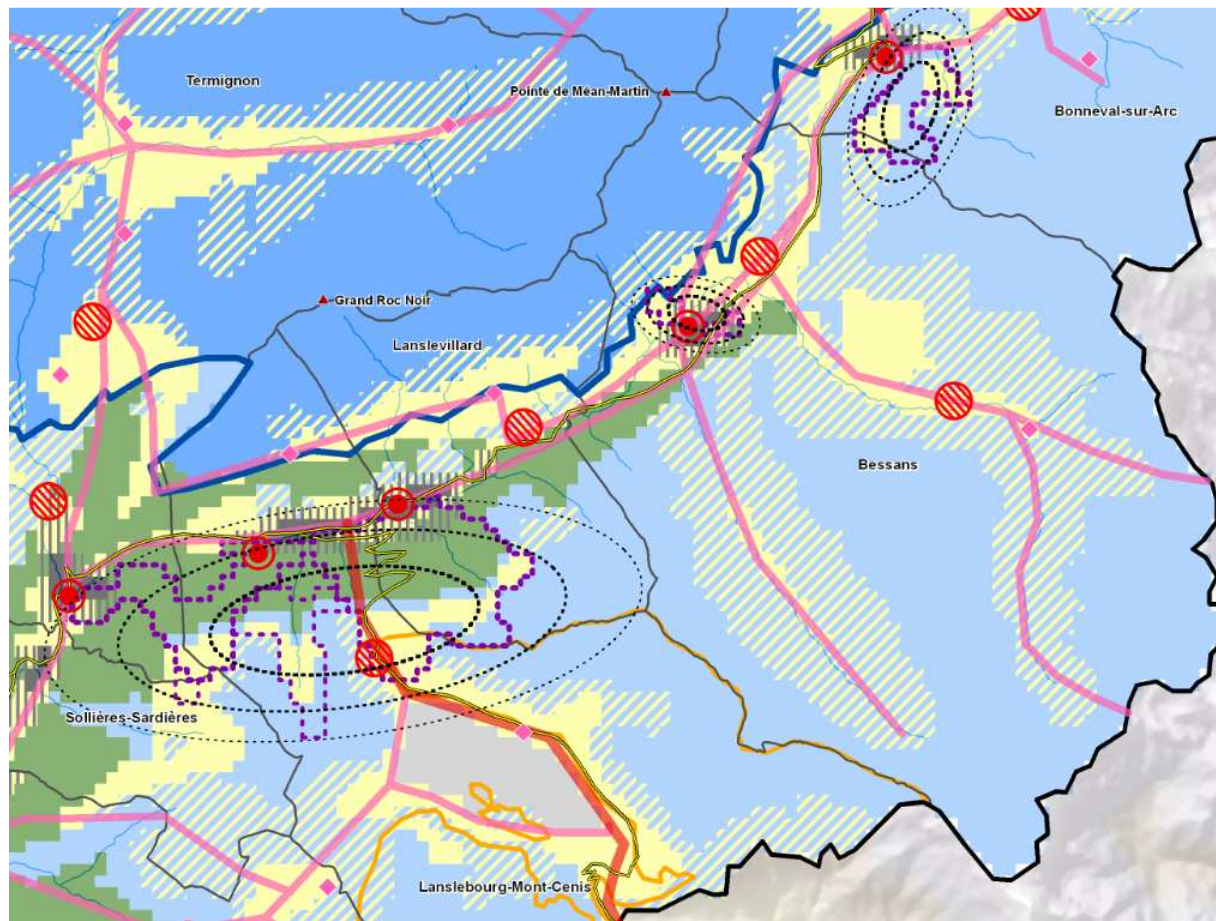 Termignon
Pointe de Méan-Martin
Bonneval-sur-Arc
Grand Roc Noir
Lanslevillard
Bessans
Sollières-Sardières
Lanslebourg-Mont-Cenis